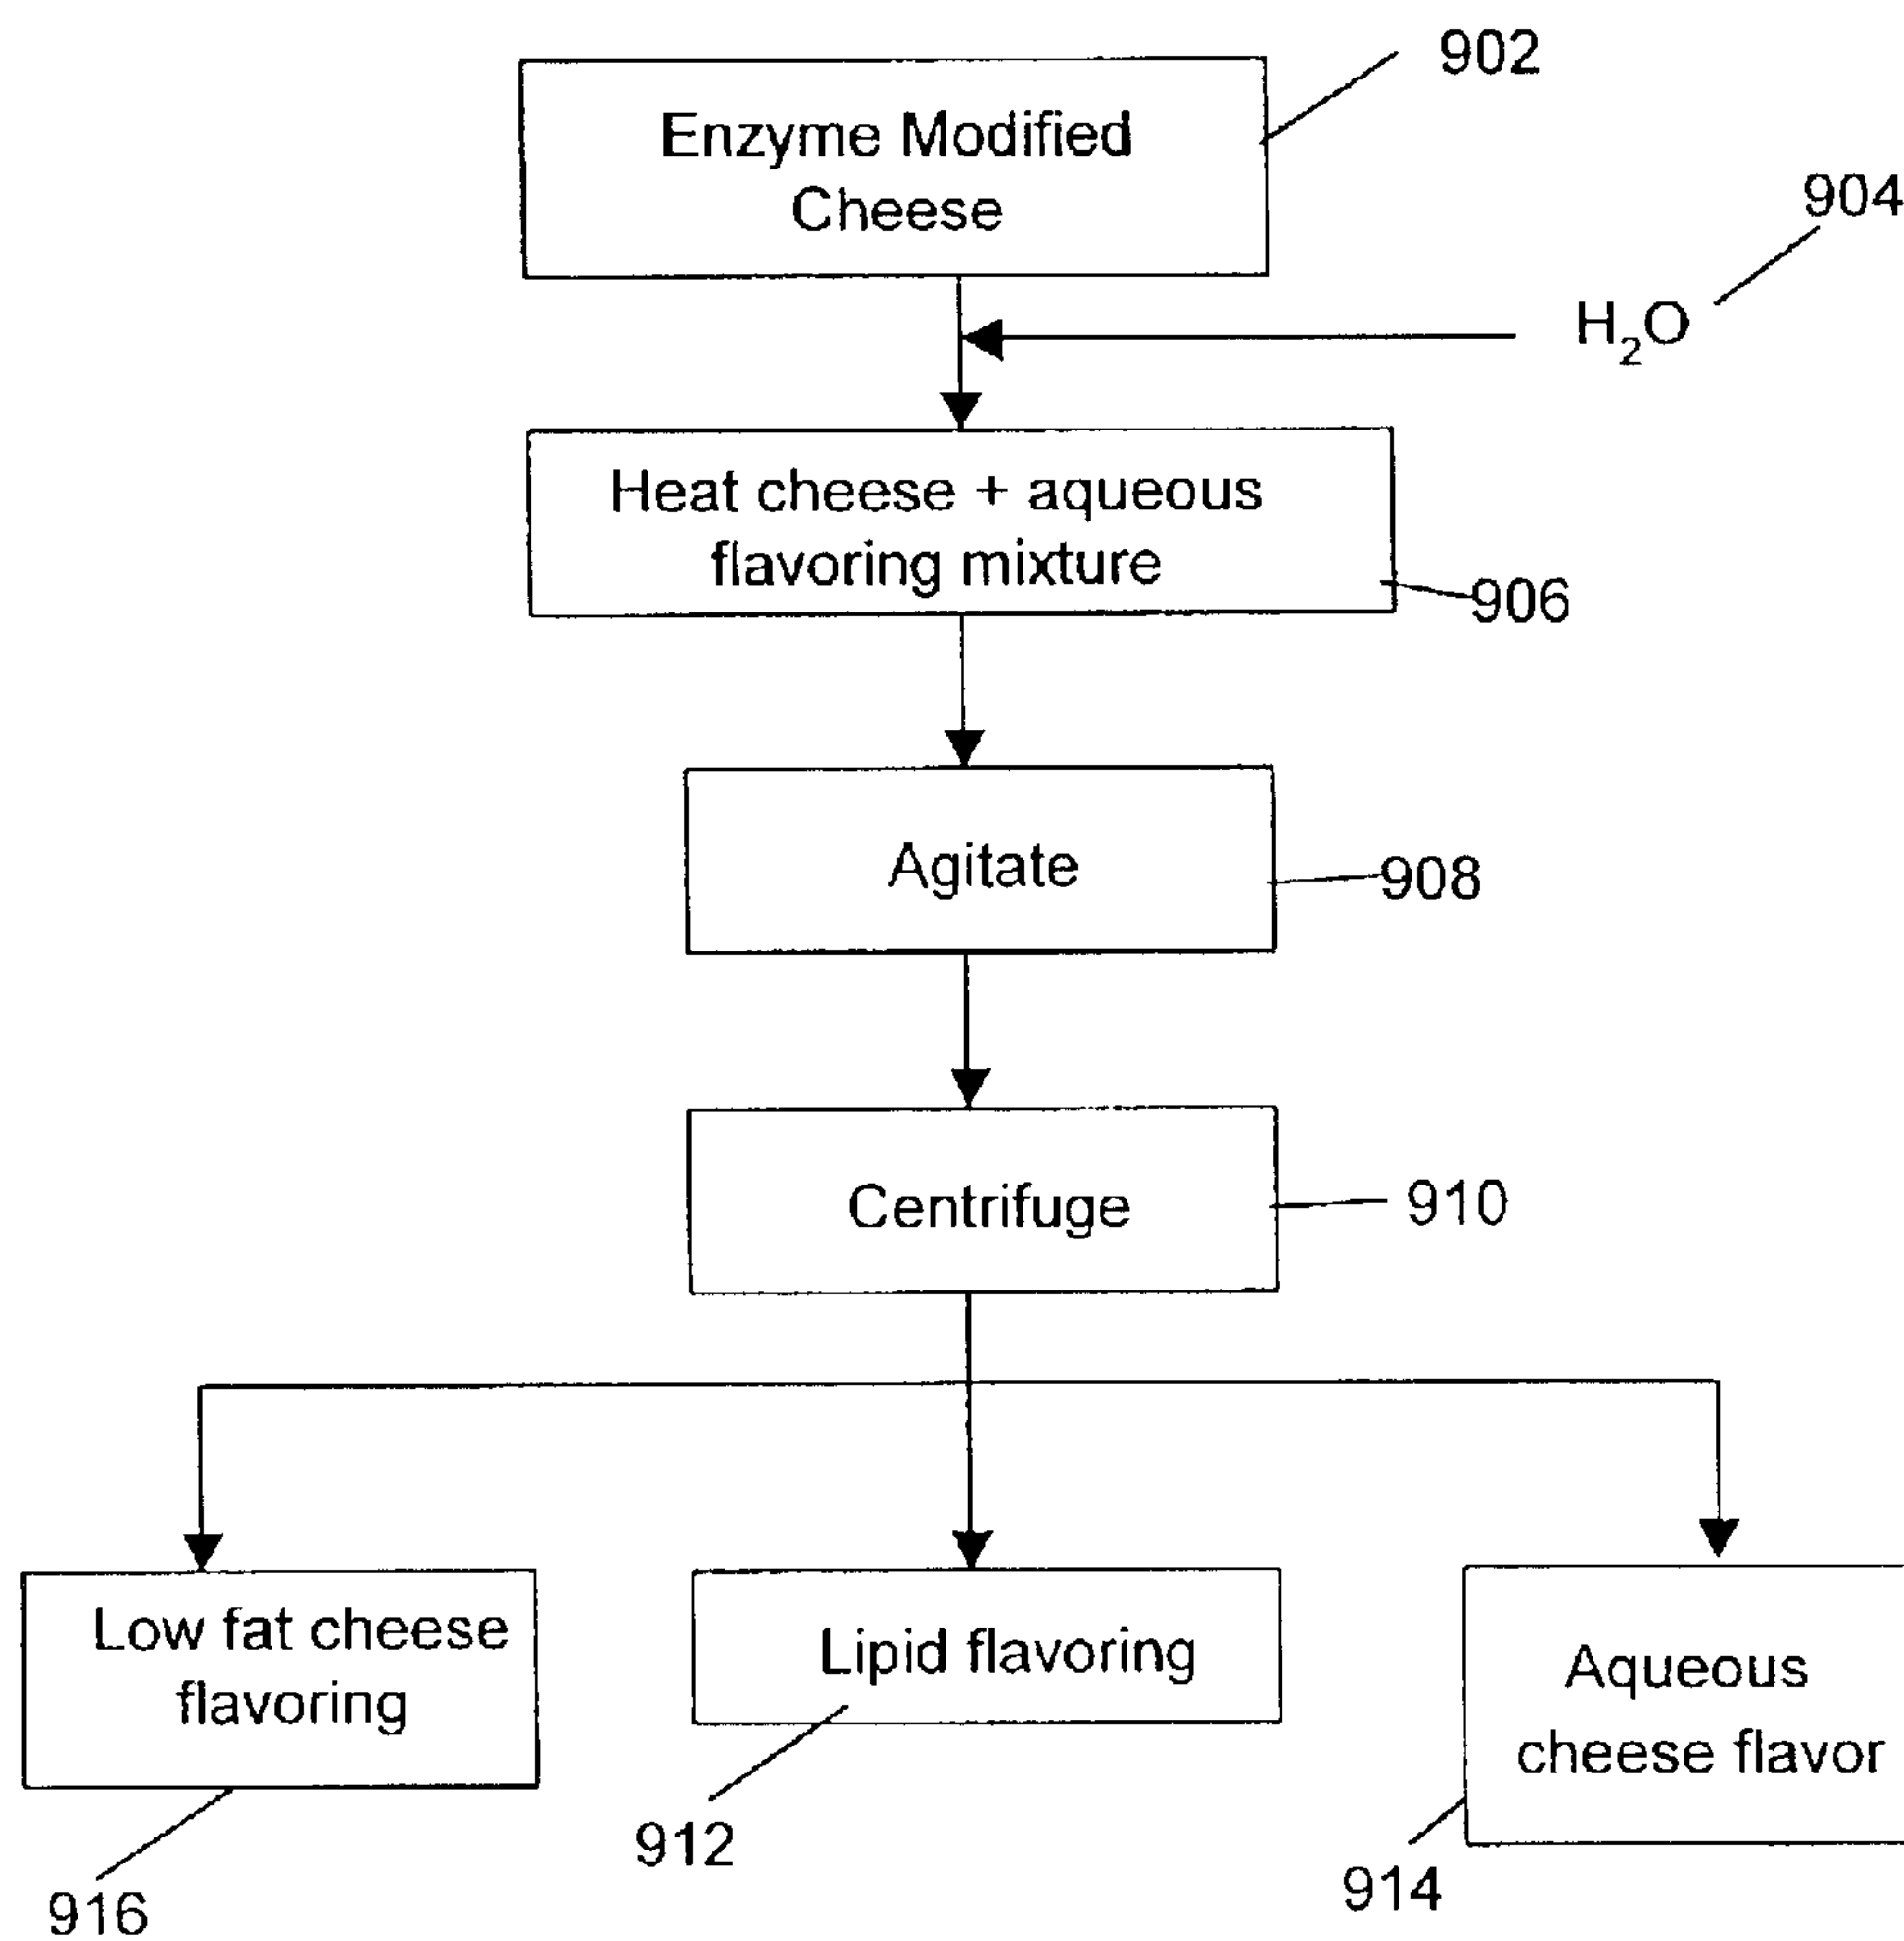 902
Enzyme Modified
Cheese
904
H₂O
Heat cheese + aqueous
flavoring mixture
906
Agitate
908
Centrifuge
910
Low fat cheese
flavoring
Lipid flavoring
Aqueous
cheese flavor
912
914
916